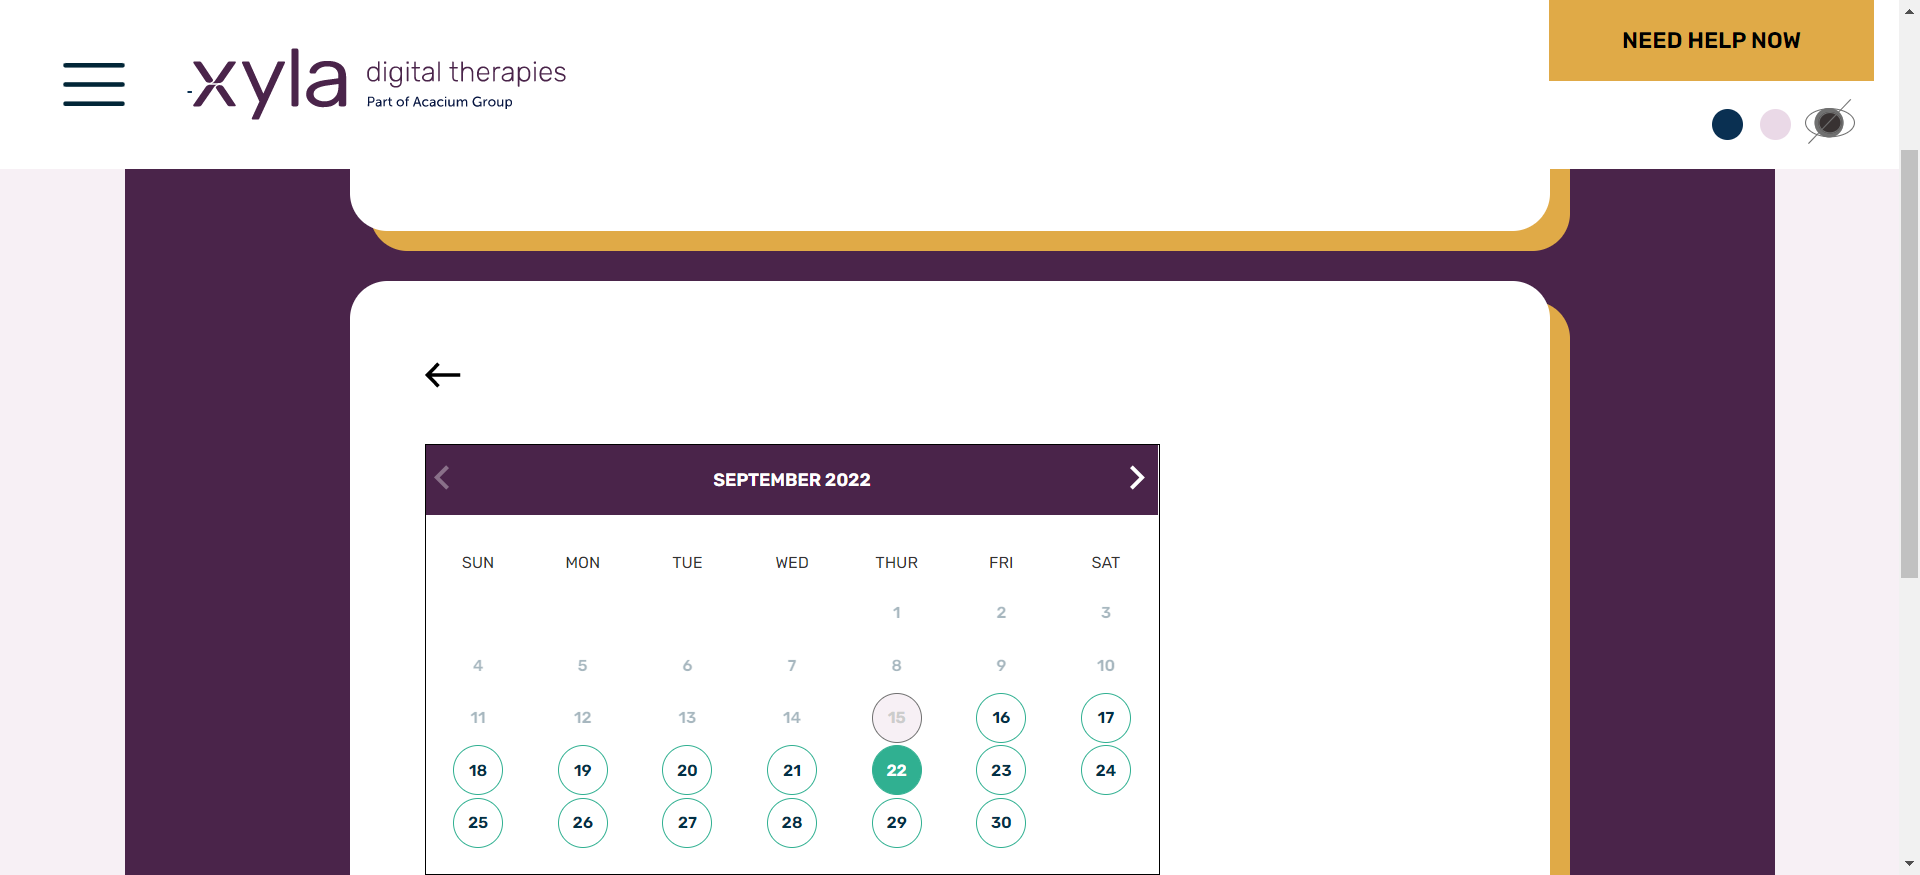 NEED HELP NOW
xyla digital therapies
Part of Acacium Group
SEPTEMBER 2022
SUN MON TUE WED THUR FRI SAT
1 2 3
4 5 6 7 8 9 10
11 12 13 14 15 16 17
18 19 20 21 22 23 24
25 26 27 28 29 30